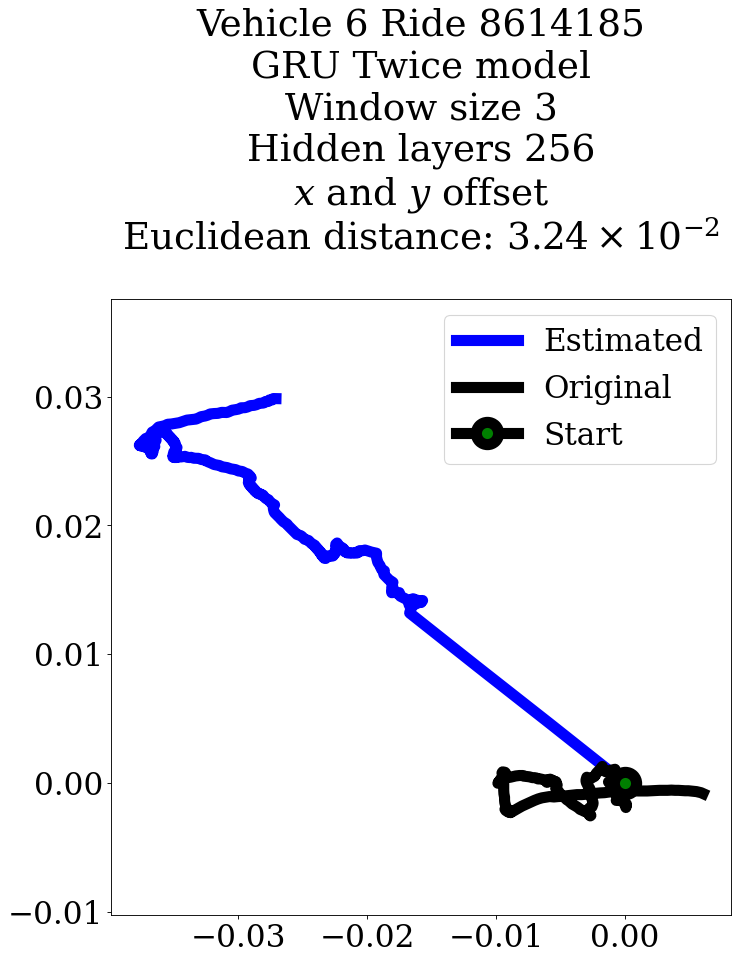 Vehicle 6 Ride 8614185
GRU Twice model
Window size 3
Hidden layers 256
x and y offset
Euclidean distance: 3.24 × 10⁻²
Estimated
Original
Start
0.03
0.02
0.01
0.00
−0.01
−0.03 −0.02 −0.01 0.00